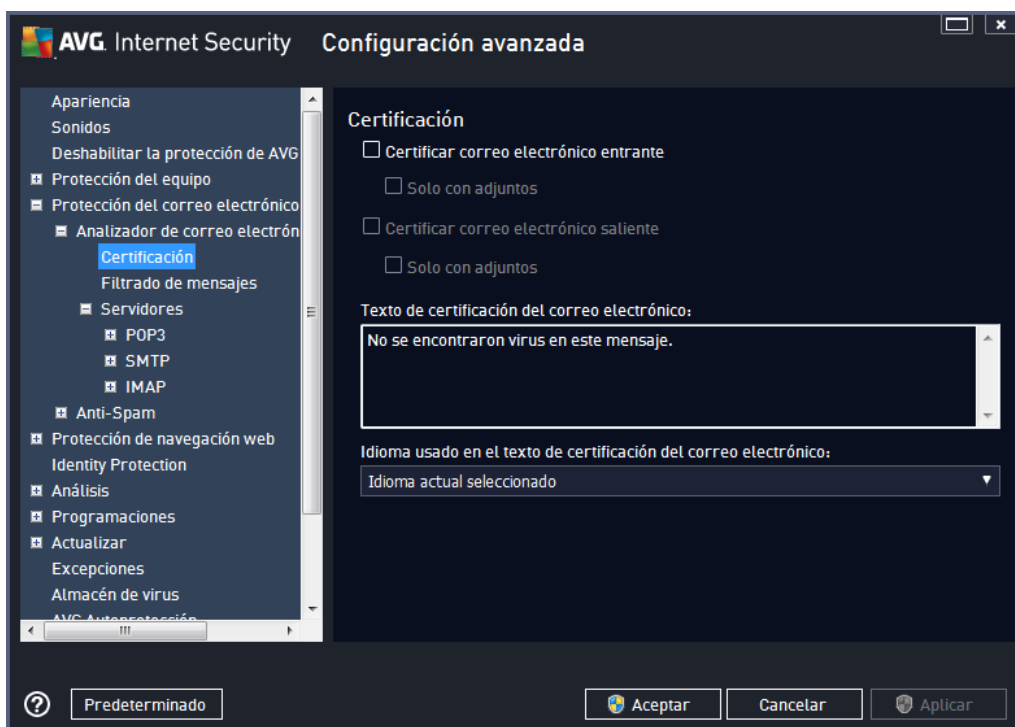 AVG. Internet Security Configuración avanzada
Apariencia
Sonidos
Deshabilitar la protección de AVG
Protección del equipo
Protección del correo electrónico
Analizador de correo electrón
Certificación
Filtrado de mensajes
Servidores
POP3
SMTP
IMAP
Anti-Spam
Protección de navegación web
Identity Protection
Análisis
Programaciones
Actualizar
Excepciones
Almacén de virus
AVG Autoprotección
Certificación
Certificar correo electrónico entrante
Solo con adjuntos
Certificar correo electrónico saliente
Solo con adjuntos
Texto de certificación del correo electrónico:
No se encontraron virus en este mensaje.
Idioma usado en el texto de certificación del correo electrónico:
Idioma actual seleccionado
Predeterminado
Aceptar
Cancelar
Aplicar